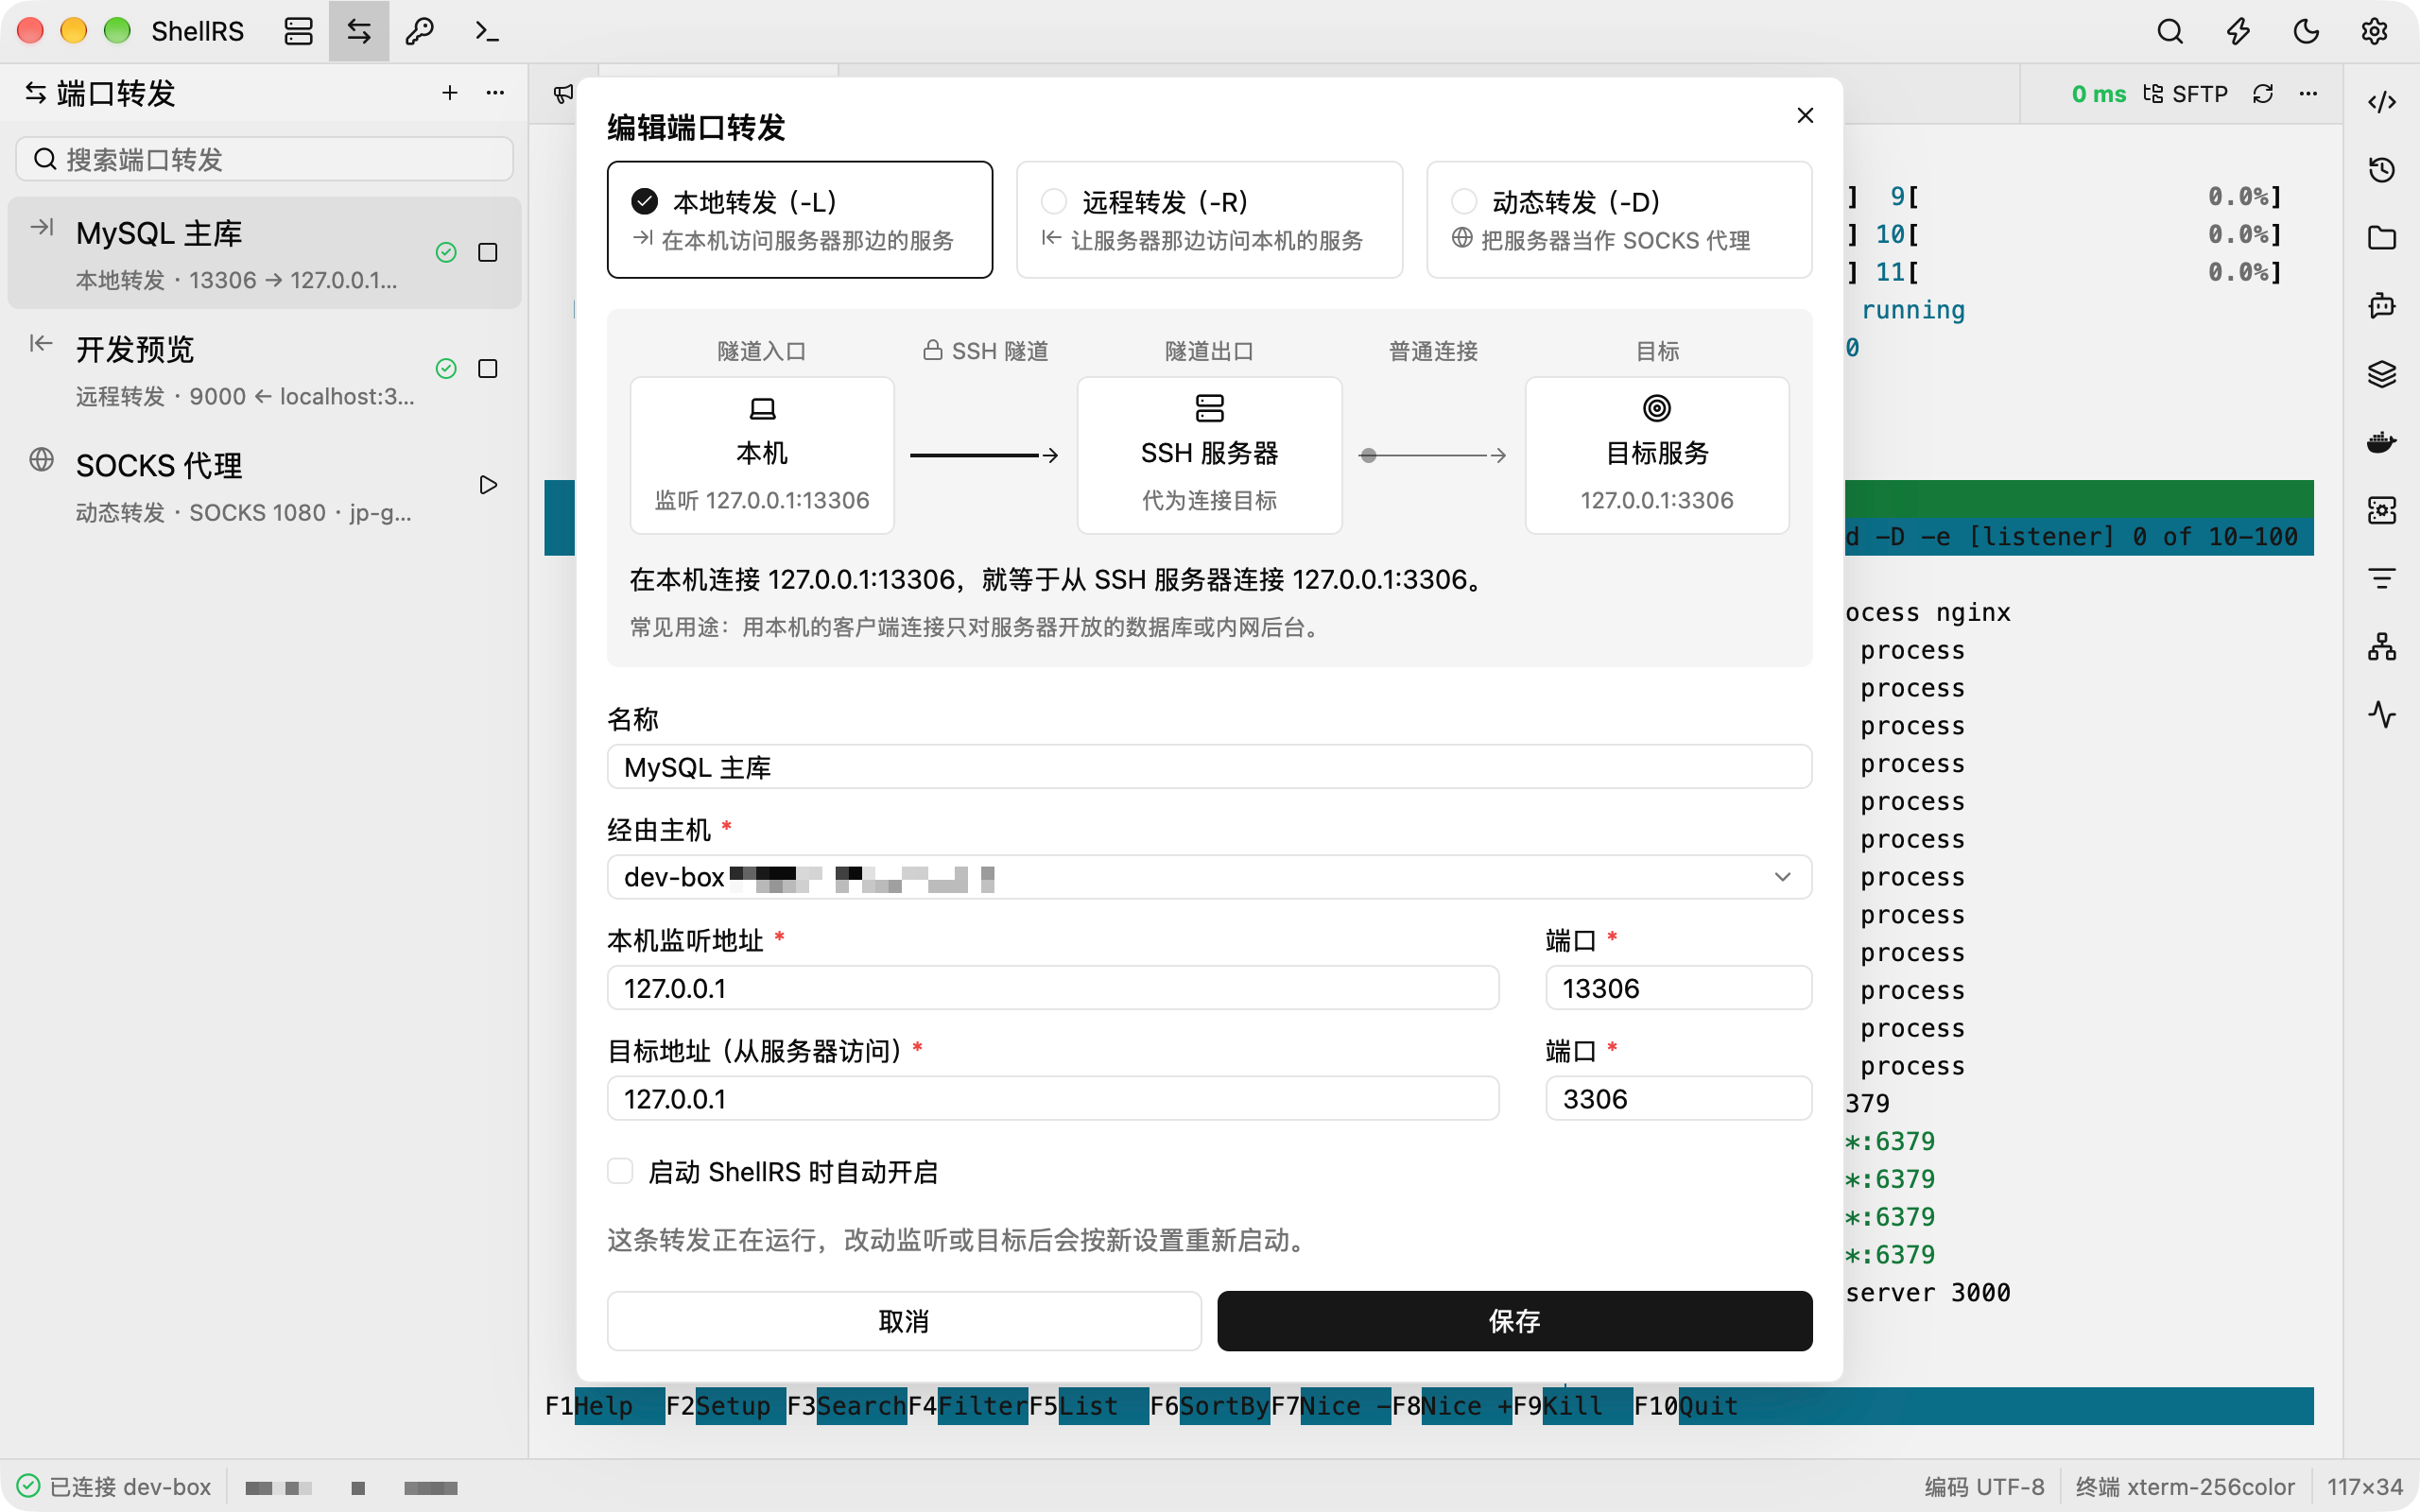 ShellRS
端口转发
搜索端口转发
MySQL 主库
本地转发 · 13306 → 127.0.0.1...
开发预览
远程转发 · 9000 ← localhost:3...
SOCKS 代理
动态转发 · SOCKS 1080 · jp-g...
0 ms SFTP
编辑端口转发
本地转发 (-L)
在本机访问服务器那边的服务
远程转发 (-R)
让服务器那边访问本机的服务
动态转发 (-D)
把服务器当作 SOCKS 代理
隧道入口 SSH 隧道 隧道出口 普通连接 目标
本机
监听 127.0.0.1:13306
SSH 服务器
代为连接目标
目标服务
127.0.0.1:3306
在本机连接 127.0.0.1:13306，就等于从 SSH 服务器连接 127.0.0.1:3306。
常见用途：用本机的客户端连接只对服务器开放的数据库或内网后台。
名称
MySQL 主库
经由主机 *
dev-box
本机监听地址 * 端口 *
127.0.0.1 13306
目标地址（从服务器访问） * 端口 *
127.0.0.1 3306
启动 ShellRS 时自动开启
这条转发正在运行，改动监听或目标后会按新设置重新启动。
取消 保存
] 9[ 0.0%]
] 10[ 0.0%]
] 11[ 0.0%]
running
0
d -D -e [listener] 0 of 10-100
ocess nginx
process
process
process
process
process
process
process
process
process
process
process
process
379
*:6379
*:6379
*:6379
*:6379
server 3000
F1Help F2Setup F3SearchF4FilterF5List F6SortByF7Nice -F8Nice +F9Kill F10Quit
已连接 dev-box
编码 UTF-8 终端 xterm-256color 117×34